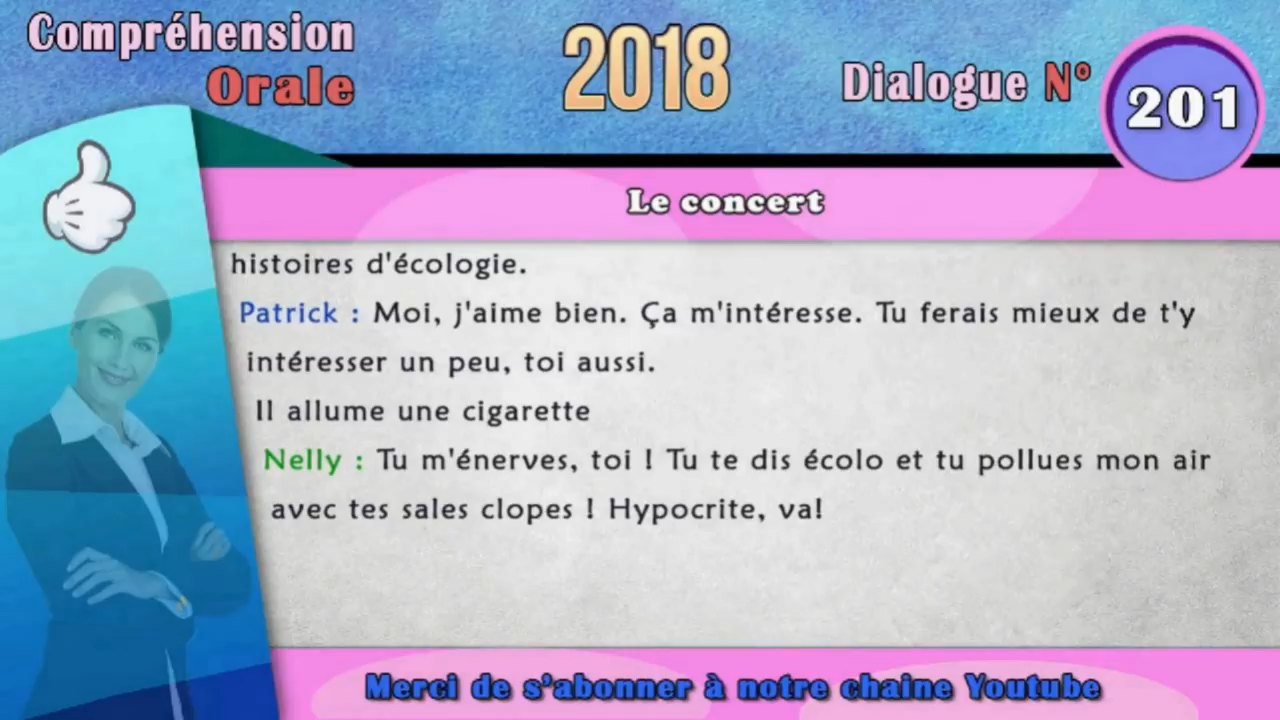 Compréhension
Orale
2018
Dialogue N°
201
Le concert
histoires d'écologie.
Patrick : Moi, j'aime bien. Ça m'intéresse. Tu ferais mieux de t'y
intéresser un peu, toi aussi.
Il allume une cigarette
Nelly : Tu m'énerves, toi ! Tu te dis écolo et tu pollues mon air
avec tes sales clopes ! Hypocrite, va!
Merci de s'abonner à notre chaine Youtube